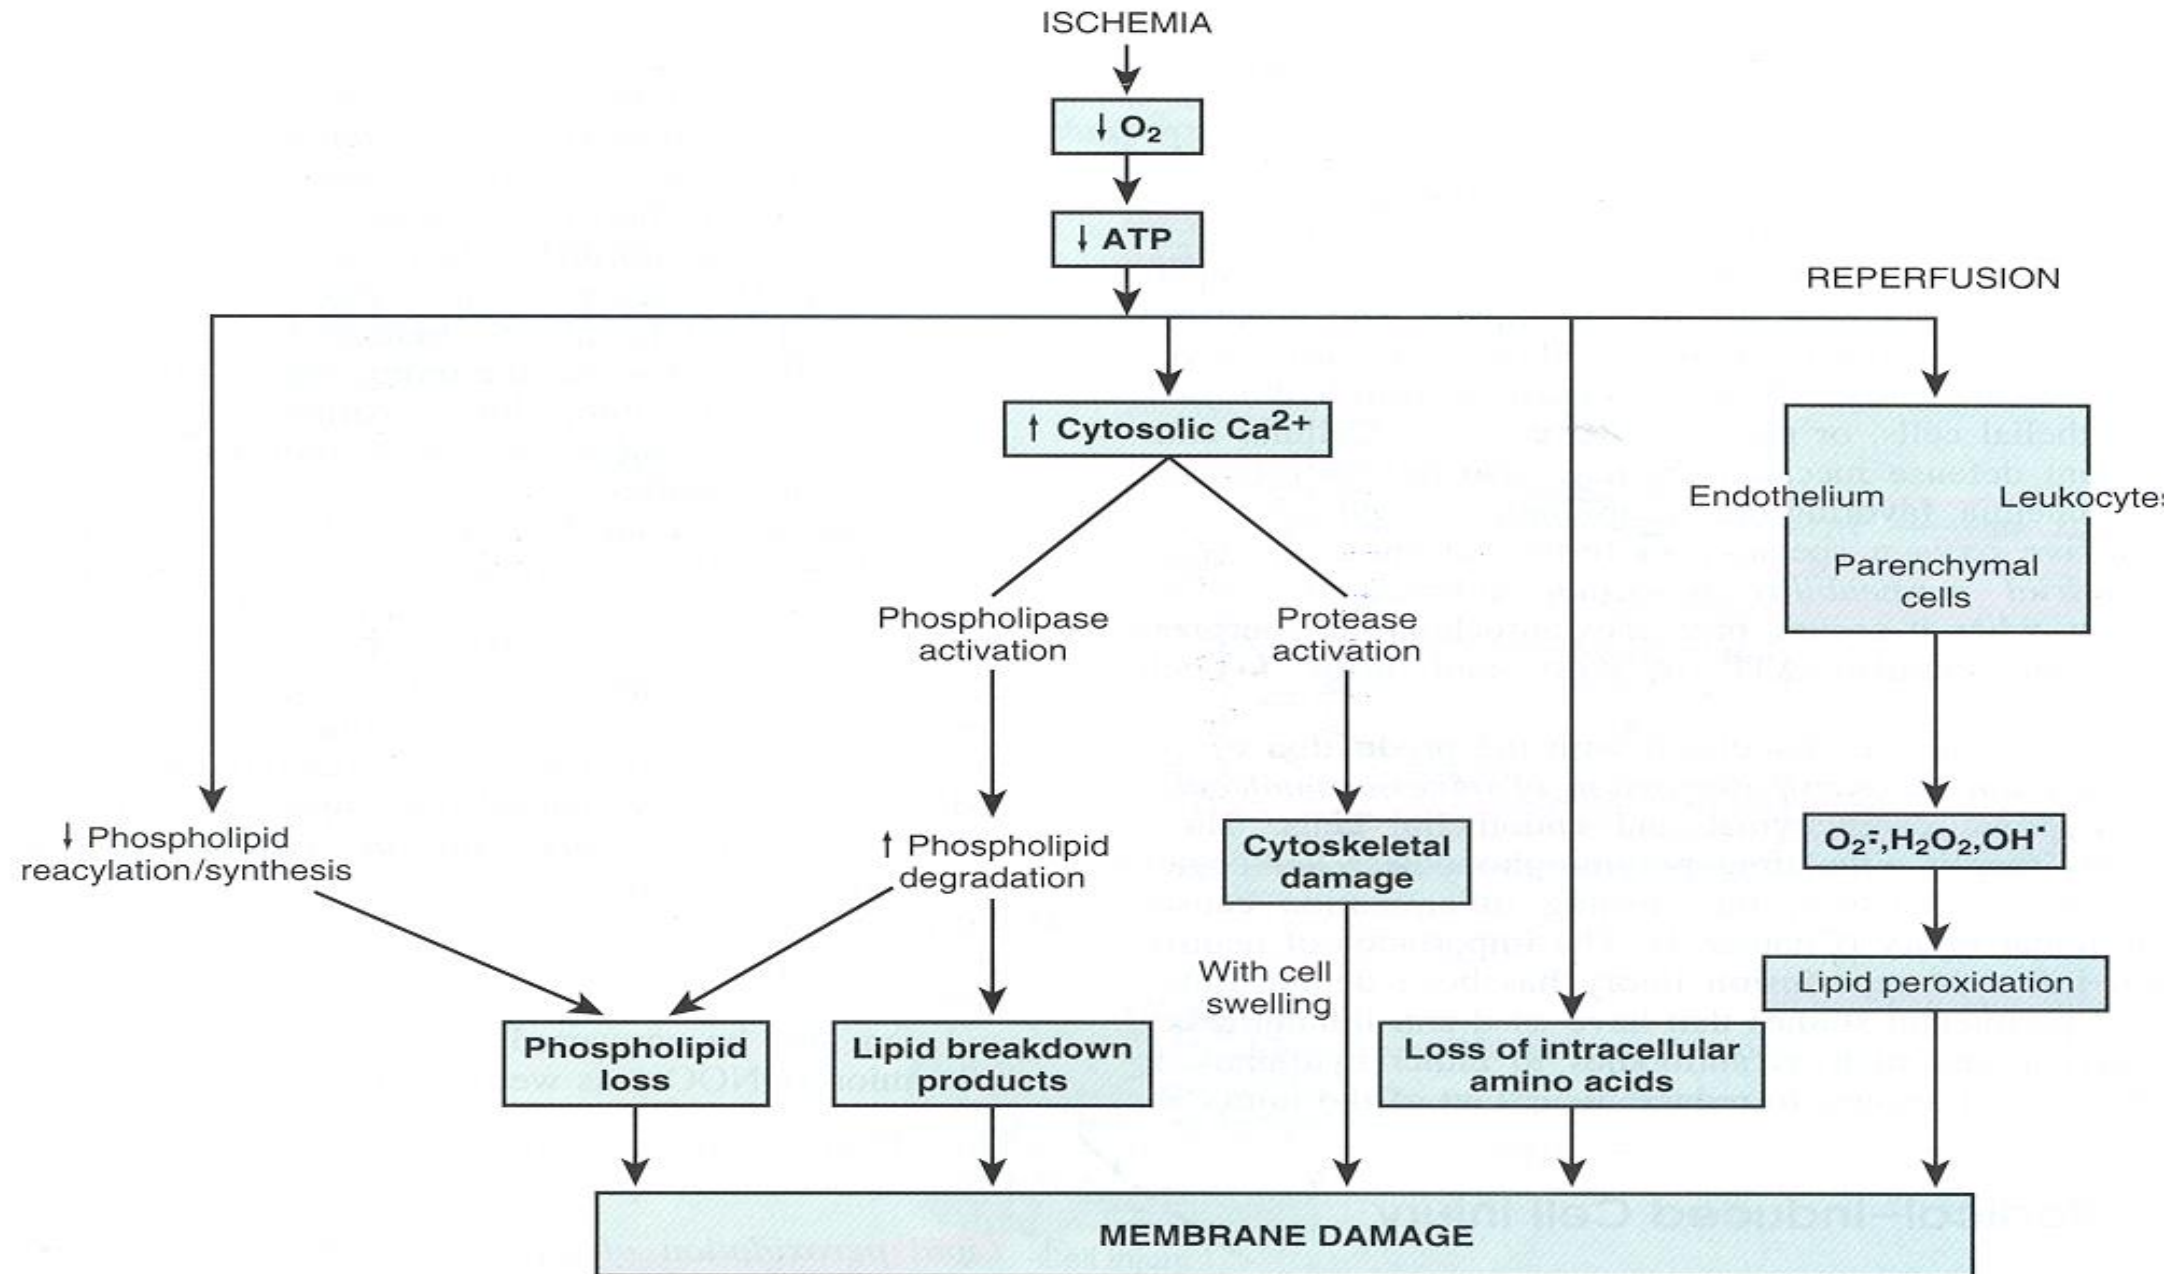 ISCHEMIA
↓ O₂
↓ ATP
REPERFUSION
↑ Cytosolic Ca²⁺
Endothelium
Leukocytes
Parenchymal
cells
Phospholipase
activation
Protease
activation
↓ Phospholipid
reacylation/synthesis
↑ Phospholipid
degradation
Cytoskeletal
damage
O₂⁻·,H₂O₂,OH·
With cell
swelling
Lipid peroxidation
Phospholipid
loss
Lipid breakdown
products
Loss of intracellular
amino acids
MEMBRANE DAMAGE